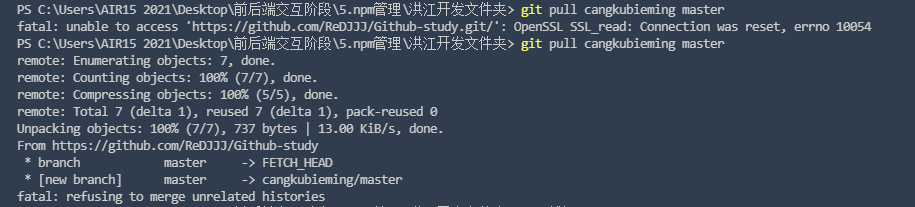 PS C:\Users\AIR15 2021\Desktop\前后端交互阶段\5.npm管理\洪江开发文件夹> git pull cangkubieming master
fatal: unable to access 'https://github.com/ReDJJJ/Github-study.git/': OpenSSL SSL_read: Connection was reset, errno 10054
PS C:\Users\AIR15 2021\Desktop\前后端交互阶段\5.npm管理\洪江开发文件夹> git pull cangkubieming master
remote: Enumerating objects: 7, done.
remote: Counting objects: 100% (7/7), done.
remote: Compressing objects: 100% (5/5), done.
remote: Total 7 (delta 1), reused 7 (delta 1), pack-reused 0
Unpacking objects: 100% (7/7), 737 bytes | 13.00 KiB/s, done.
From https://github.com/ReDJJJ/Github-study
 * branch            master     -> FETCH_HEAD
 * [new branch]      master     -> cangkubieming/master
fatal: refusing to merge unrelated histories